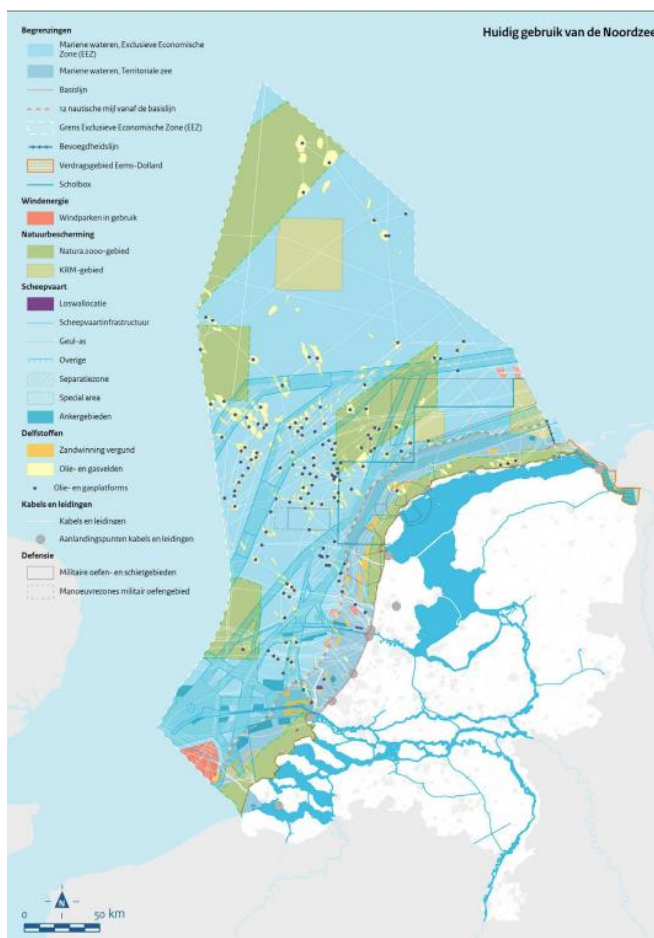 Huidig gebruik van de Noordzee
Begrenzingen
Mariene wateren, Exclusieve Economische
Zone (EEZ)
Mariene wateren, Territoriale zee
Basislijn
12 nautische mijl vanaf de basislijn
Grens Exclusieve Economische Zone (EEZ)
Bevoegdheidslijn
Verdragsgebied Eems-Dollard
Scholbox
Windenergie
Windparken in gebruik
Natuurbescherming
Natura 2000-gebied
KRM-gebied
Scheepvaart
Loswallocatie
Scheepvaartinfrastructuur
Geul-as
Overige
Separatiezone
Special area
Ankergebieden
Delfstoffen
Zandwinning vergund
Olie- en gasvelden
Olie- en gasplatforms
Kabels en leidingen
Kabels en leidingen
Aanlandingspunten kabels en leidingen
Defensie
Militaire oefen- en schietgebieden
Manoeuvrezones militair oefengebied
N
0 50 km